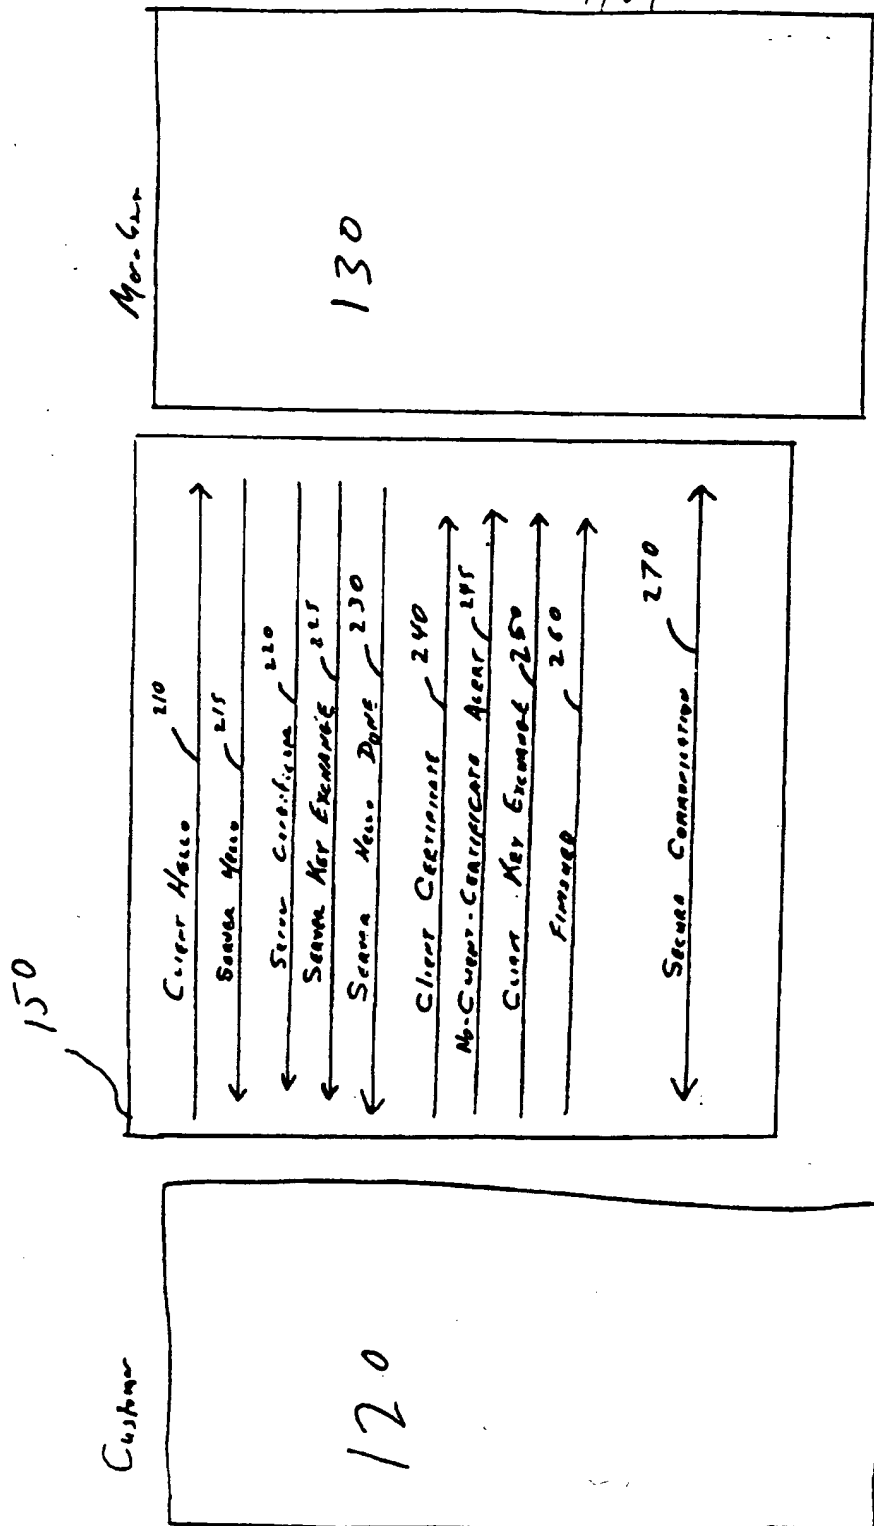 150
Customer
Merchant
120
130
CLIENT HELLO 210
SERVER HELLO 215
SERVER CERTIFICATE 220
SERVER KEY EXCHANGE 225
SERVER HELLO DONE 230
CLIENT CERTIFICATE 240
NO-CLIENT-CERTIFICATE ALERT 245
CLIENT KEY EXCHANGE 250
FINISHED 260
SECURE COMMUNICATION 270